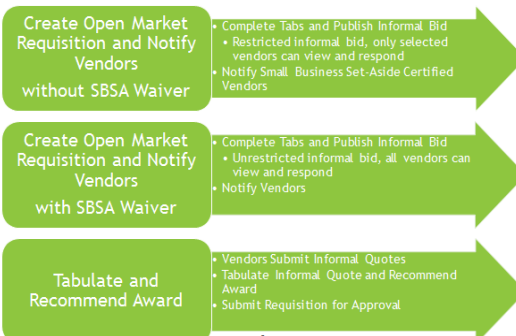 Create Open Market
Requisition and Notify
Vendors
without SBSA Waiver
• Complete Tabs and Publish Informal Bid
• Restricted informal bid, only selected
vendors can view and respond
• Notify Small Business Set-Aside Certified
Vendors
Create Open Market
Requisition and Notify
Vendors
with SBSA Waiver
• Complete Tabs and Publish Informal Bid
• Unrestricted informal bid, all vendors can
view and respond
• Notify Vendors
Tabulate and
Recommend Award
• Vendors Submit Informal Quotes
• Tabulate Informal Quote and Recommend
Award
• Submit Requisition for Approval